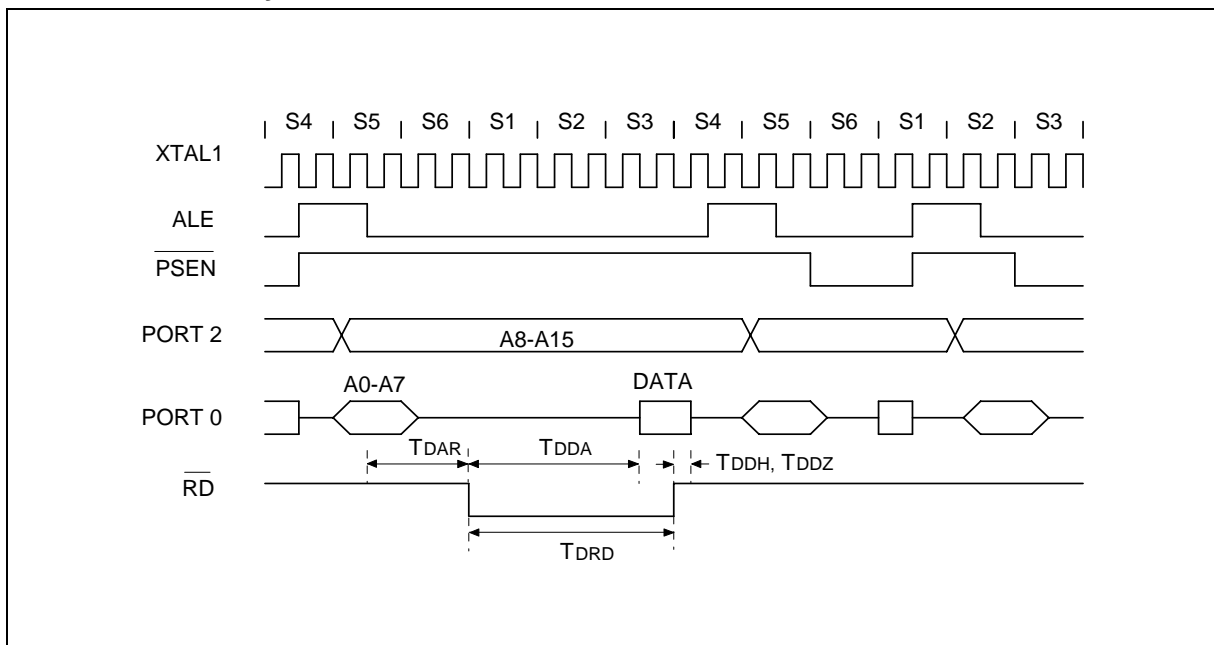 S4 S5 S6 S1 S2 S3 S4 S5 S6 S1 S2 S3
XTAL1
ALE
PSEN
PORT 2
A8-A15
A0-A7
DATA
PORT 0
TDAR
TDDA
TDDH, TDDZ
RD
TDRD